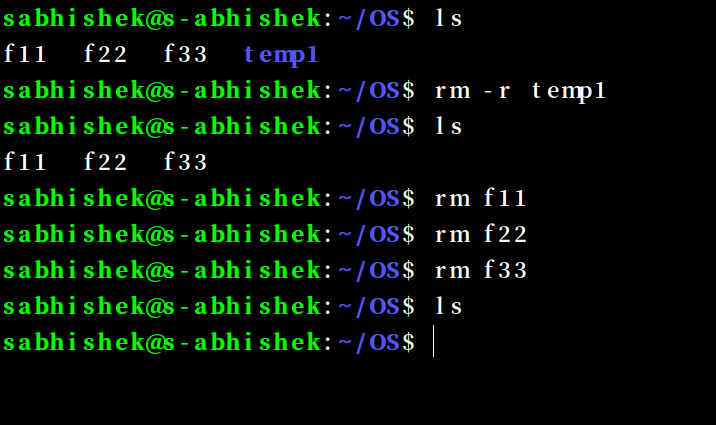 sabhishek@s-abhishek:~/OS$ ls
f11 f22 f33 temp1
sabhishek@s-abhishek:~/OS$ rm -r temp1
sabhishek@s-abhishek:~/OS$ ls
f11 f22 f33
sabhishek@s-abhishek:~/OS$ rm f11
sabhishek@s-abhishek:~/OS$ rm f22
sabhishek@s-abhishek:~/OS$ rm f33
sabhishek@s-abhishek:~/OS$ ls
sabhishek@s-abhishek:~/OS$